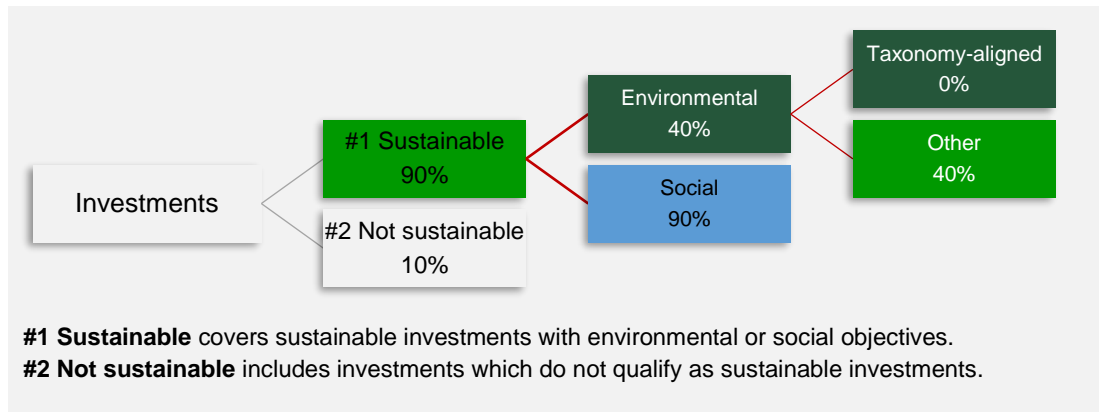 Taxonomy-aligned
0%
Environmental
40%
#1 Sustainable
90%
Other
40%
Investments
Social
90%
#2 Not sustainable
10%
#1 Sustainable covers sustainable investments with environmental or social objectives.
#2 Not sustainable includes investments which do not qualify as sustainable investments.